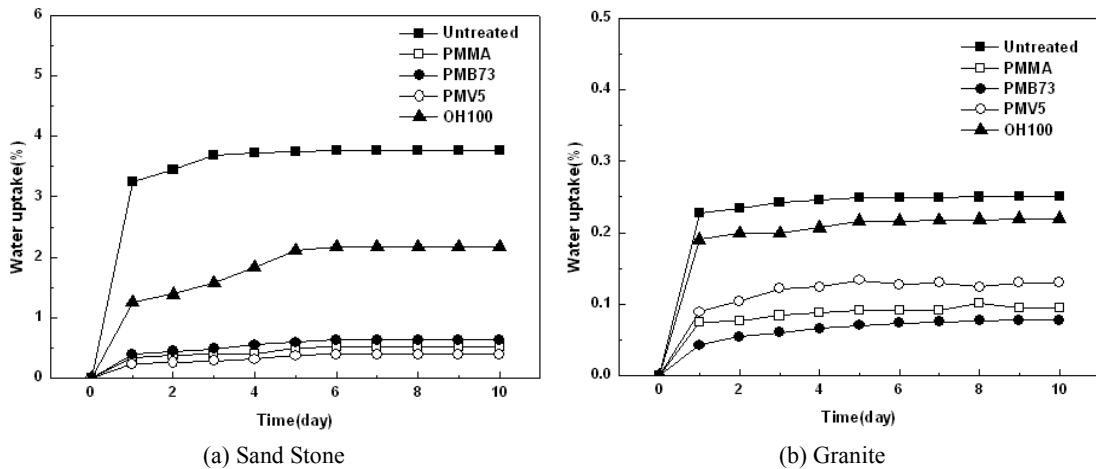 6
5
4
3
2
1
0
Water uptake(%)
Untreated
PMMA
PMB73
PMV5
OH100
0 2 4 6 8 10
Time(day)
(a) Sand Stone
0.5
0.4
0.3
0.2
0.1
0.0
Water uptake(%)
Untreated
PMMA
PMB73
PMV5
OH100
0 2 4 6 8 10
Time(day)
(b) Granite